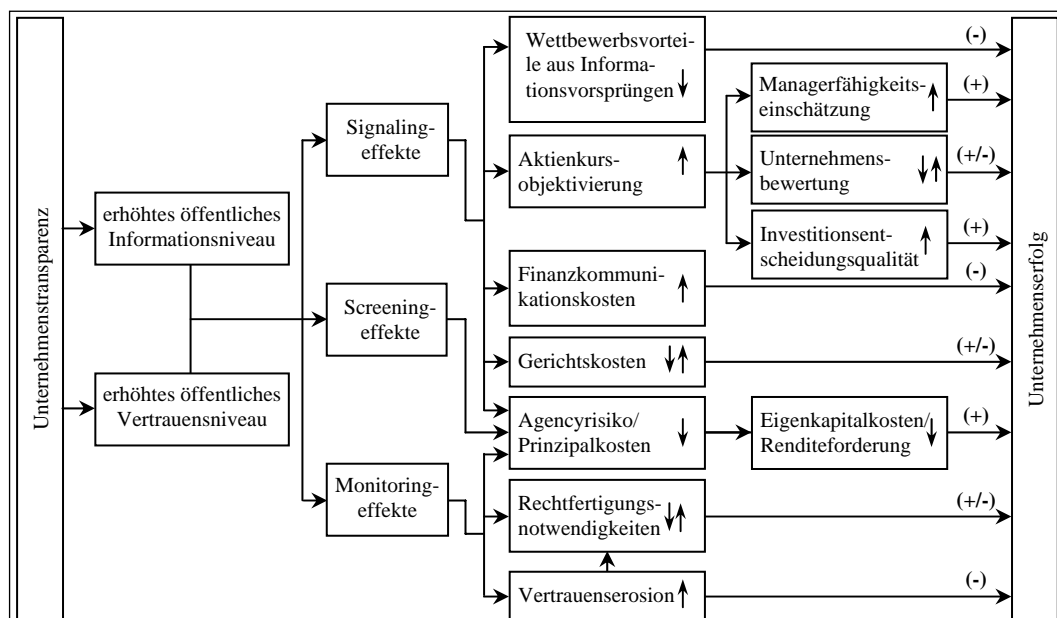 Unternehmenstransparenz
erhöhtes öffentliches
Informationsniveau
erhöhtes öffentliches
Vertrauensniveau
Signaling-
effekte
Screening-
effekte
Monitoring-
effekte
Wettbewerbsvortei-
le aus Informa-
tionsvorsprüngen
Aktienkurs-
objektivierung
Finanzkommuni-
kationskosten
Gerichtskosten
Agencyrisiko/
Prinzipalkosten
Rechtfertigungs-
notwendigkeiten
Vertrauenserosion
Managerfähigkeits-
einschätzung
Unternehmens-
bewertung
Investitionsent-
scheidungsqualität
Eigenkapitalkosten/
Renditeforderung
(-)
(+)
(+/-)
(+)
(-)
(+/-)
(+)
(+/-)
(-)
Unternehmenserfolg